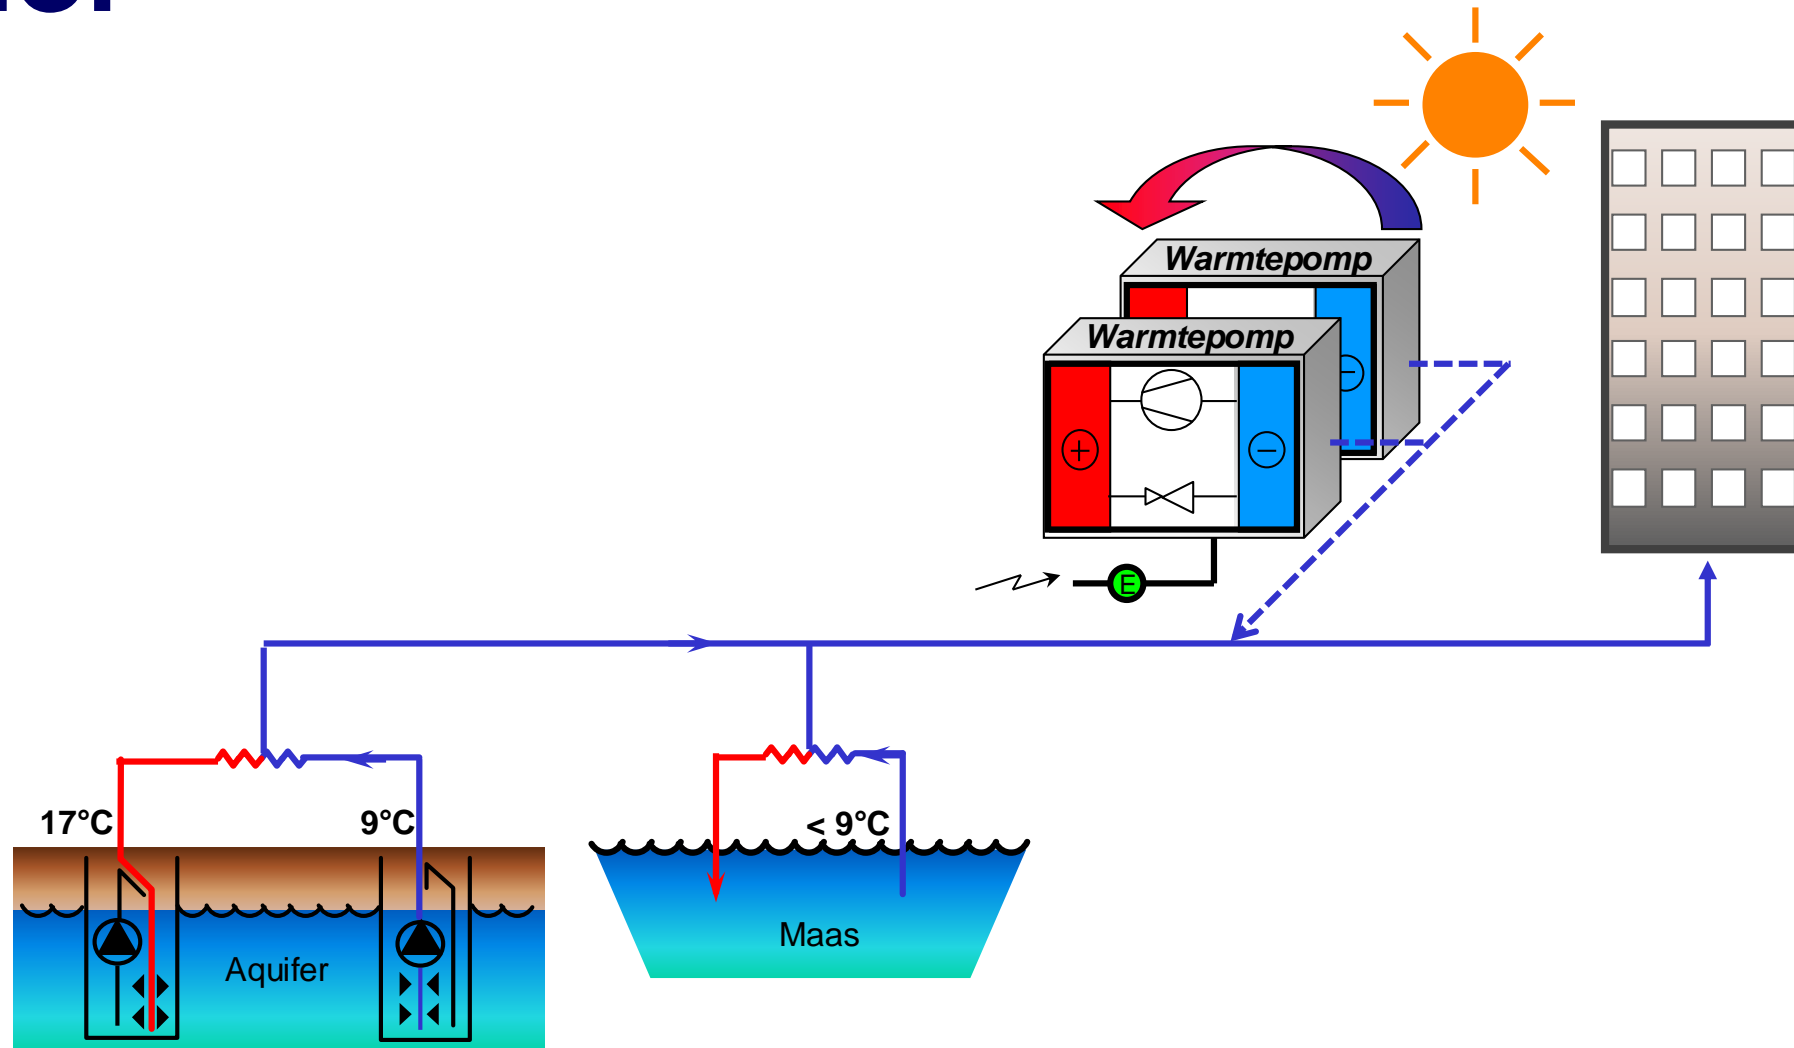 Warmtepomp
Warmtepomp
+
−
−
E
17°C
9°C
< 9°C
Maas
Aquifer